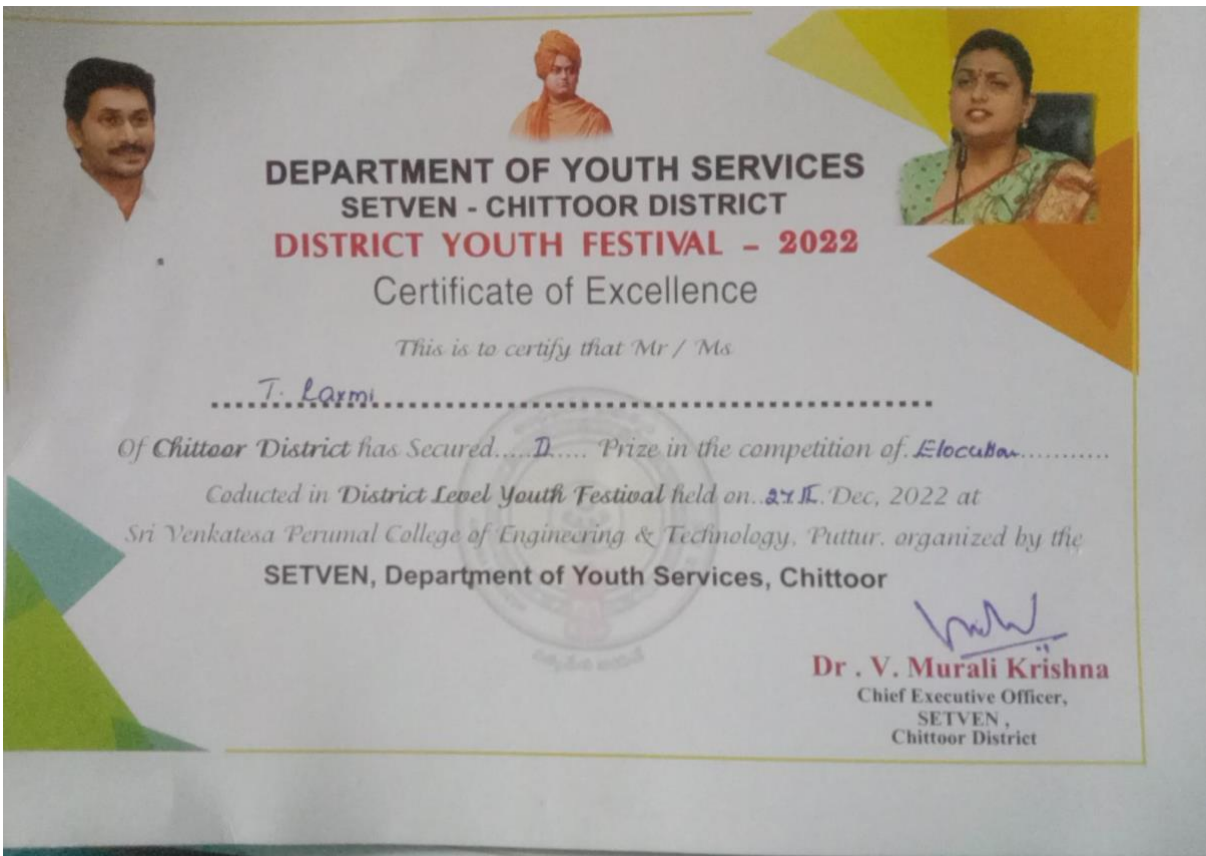 DEPARTMENT OF YOUTH SERVICES
SETVEN - CHITTOOR DISTRICT
DISTRICT YOUTH FESTIVAL - 2022
Certificate of Excellence
This is to certify that Mr / Ms
T. Laxmi
Of Chittoor District has Secured..... Prize in the competition of. Elocution............
Coducted in District Level Youth Festival held on.. Dec, 2022 at
Sri Venkatesa Perumal College of Engineering & Technology, Puttur, organized by the
SETVEN, Department of Youth Services, Chittoor
Dr . V. Murali Krishna
Chief Executive Officer,
SETVEN ,
Chittoor District